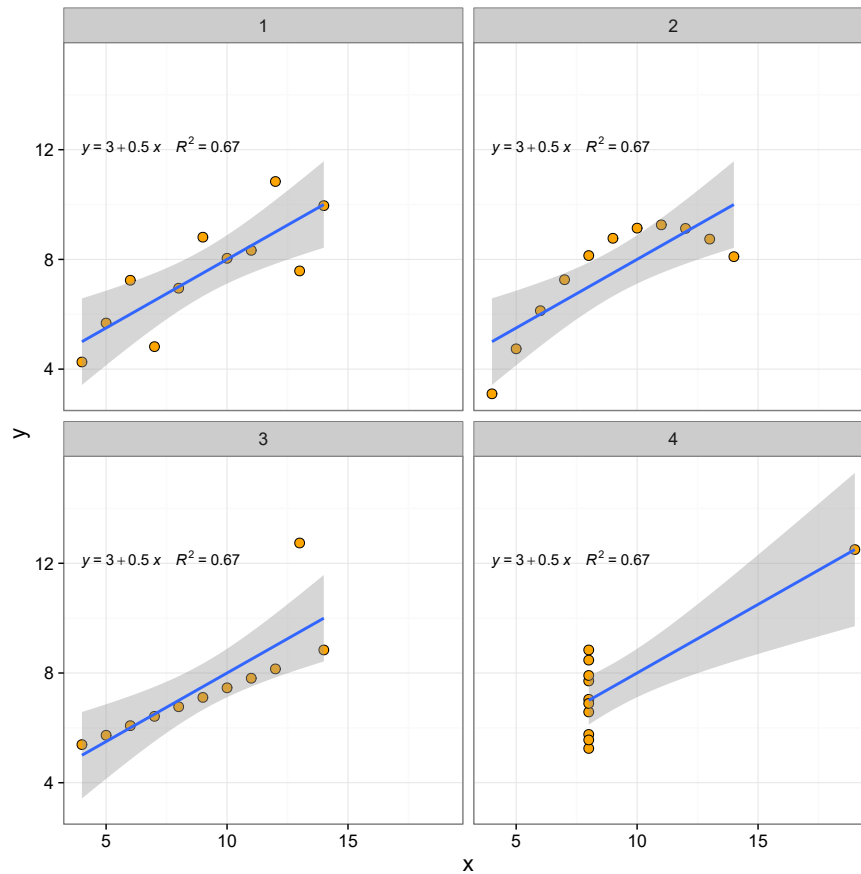 1
2
y = 3 + 0.5 x R² = 0.67
y = 3 + 0.5 x R² = 0.67
12
8
4
y
3
4
y = 3 + 0.5 x R² = 0.67
y = 3 + 0.5 x R² = 0.67
12
8
4
5
10
15
5
10
15
x